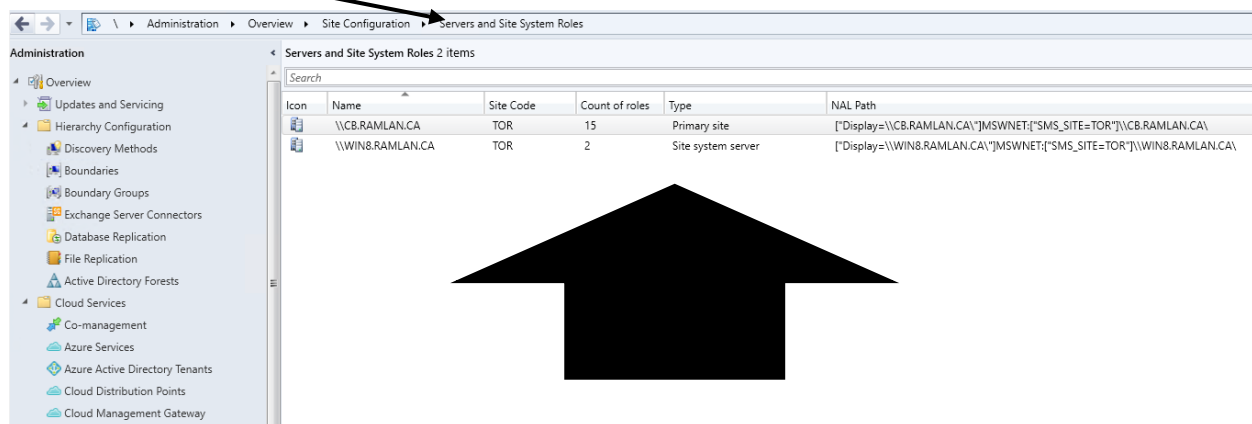 \ Administration Overview Site Configuration Servers and Site System Roles
Administration
Overview
Updates and Servicing
Hierarchy Configuration
Discovery Methods
Boundaries
Boundary Groups
Exchange Server Connectors
Database Replication
File Replication
Active Directory Forests
Cloud Services
Co-management
Azure Services
Azure Active Directory Tenants
Cloud Distribution Points
Cloud Management Gateway
Servers and Site System Roles 2 items
Search
Icon Name Site Code Count of roles Type NAL Path
\\CB.RAMLAN.CA TOR 15 Primary site ["Display=\\CB.RAMLAN.CA\"]MSWNET:["SMS_SITE=TOR"]\\CB.RAMLAN.CA\
\\WIN8.RAMLAN.CA TOR 2 Site system server ["Display=\\WIN8.RAMLAN.CA\"]MSWNET:["SMS_SITE=TOR"]\\WIN8.RAMLAN.CA\